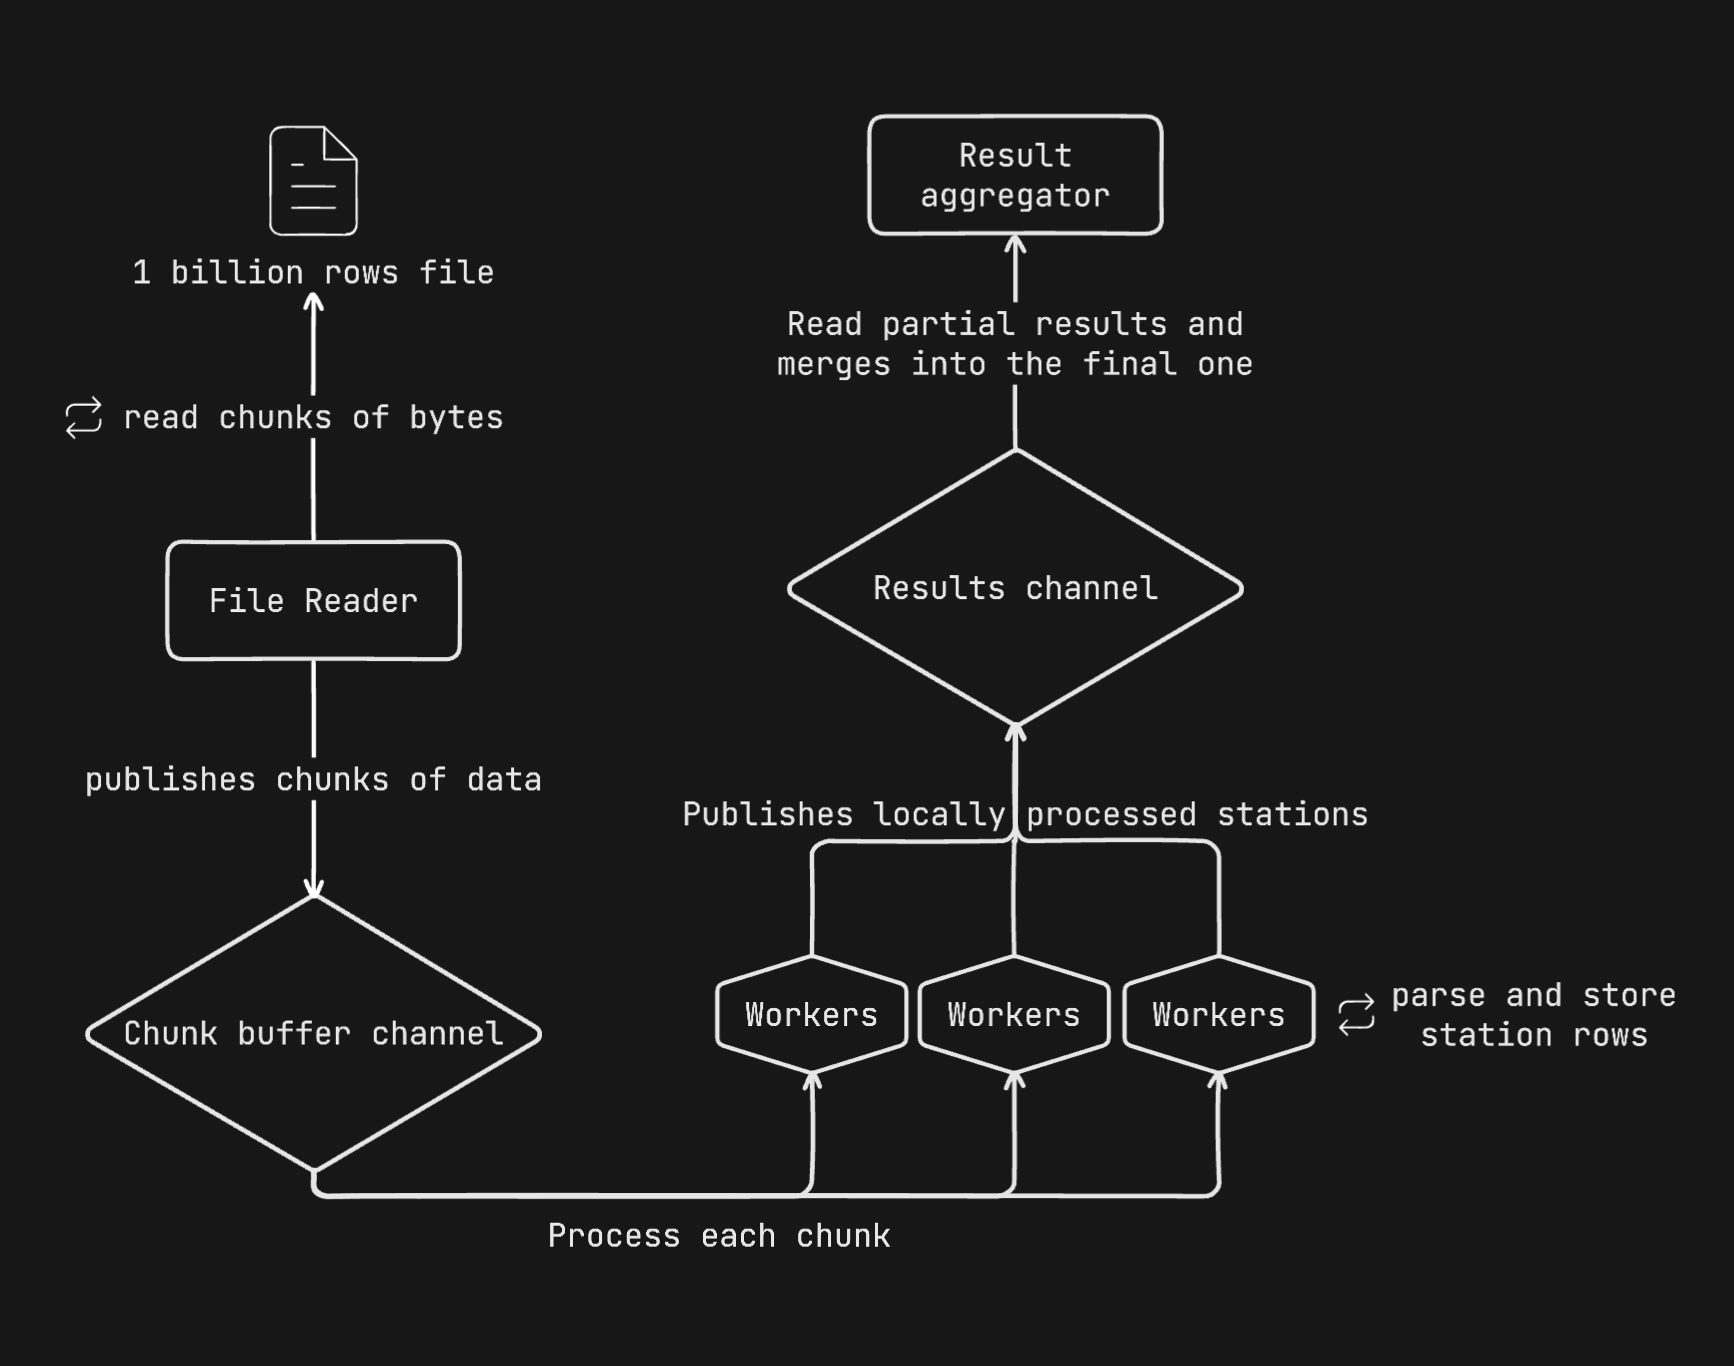 1 billion rows file
read chunks of bytes
File Reader
publishes chunks of data
Chunk buffer channel
Process each chunk
Workers
Workers
Workers
parse and store
station rows
Publishes locally processed stations
Results channel
Read partial results and
merges into the final one
Result
aggregator